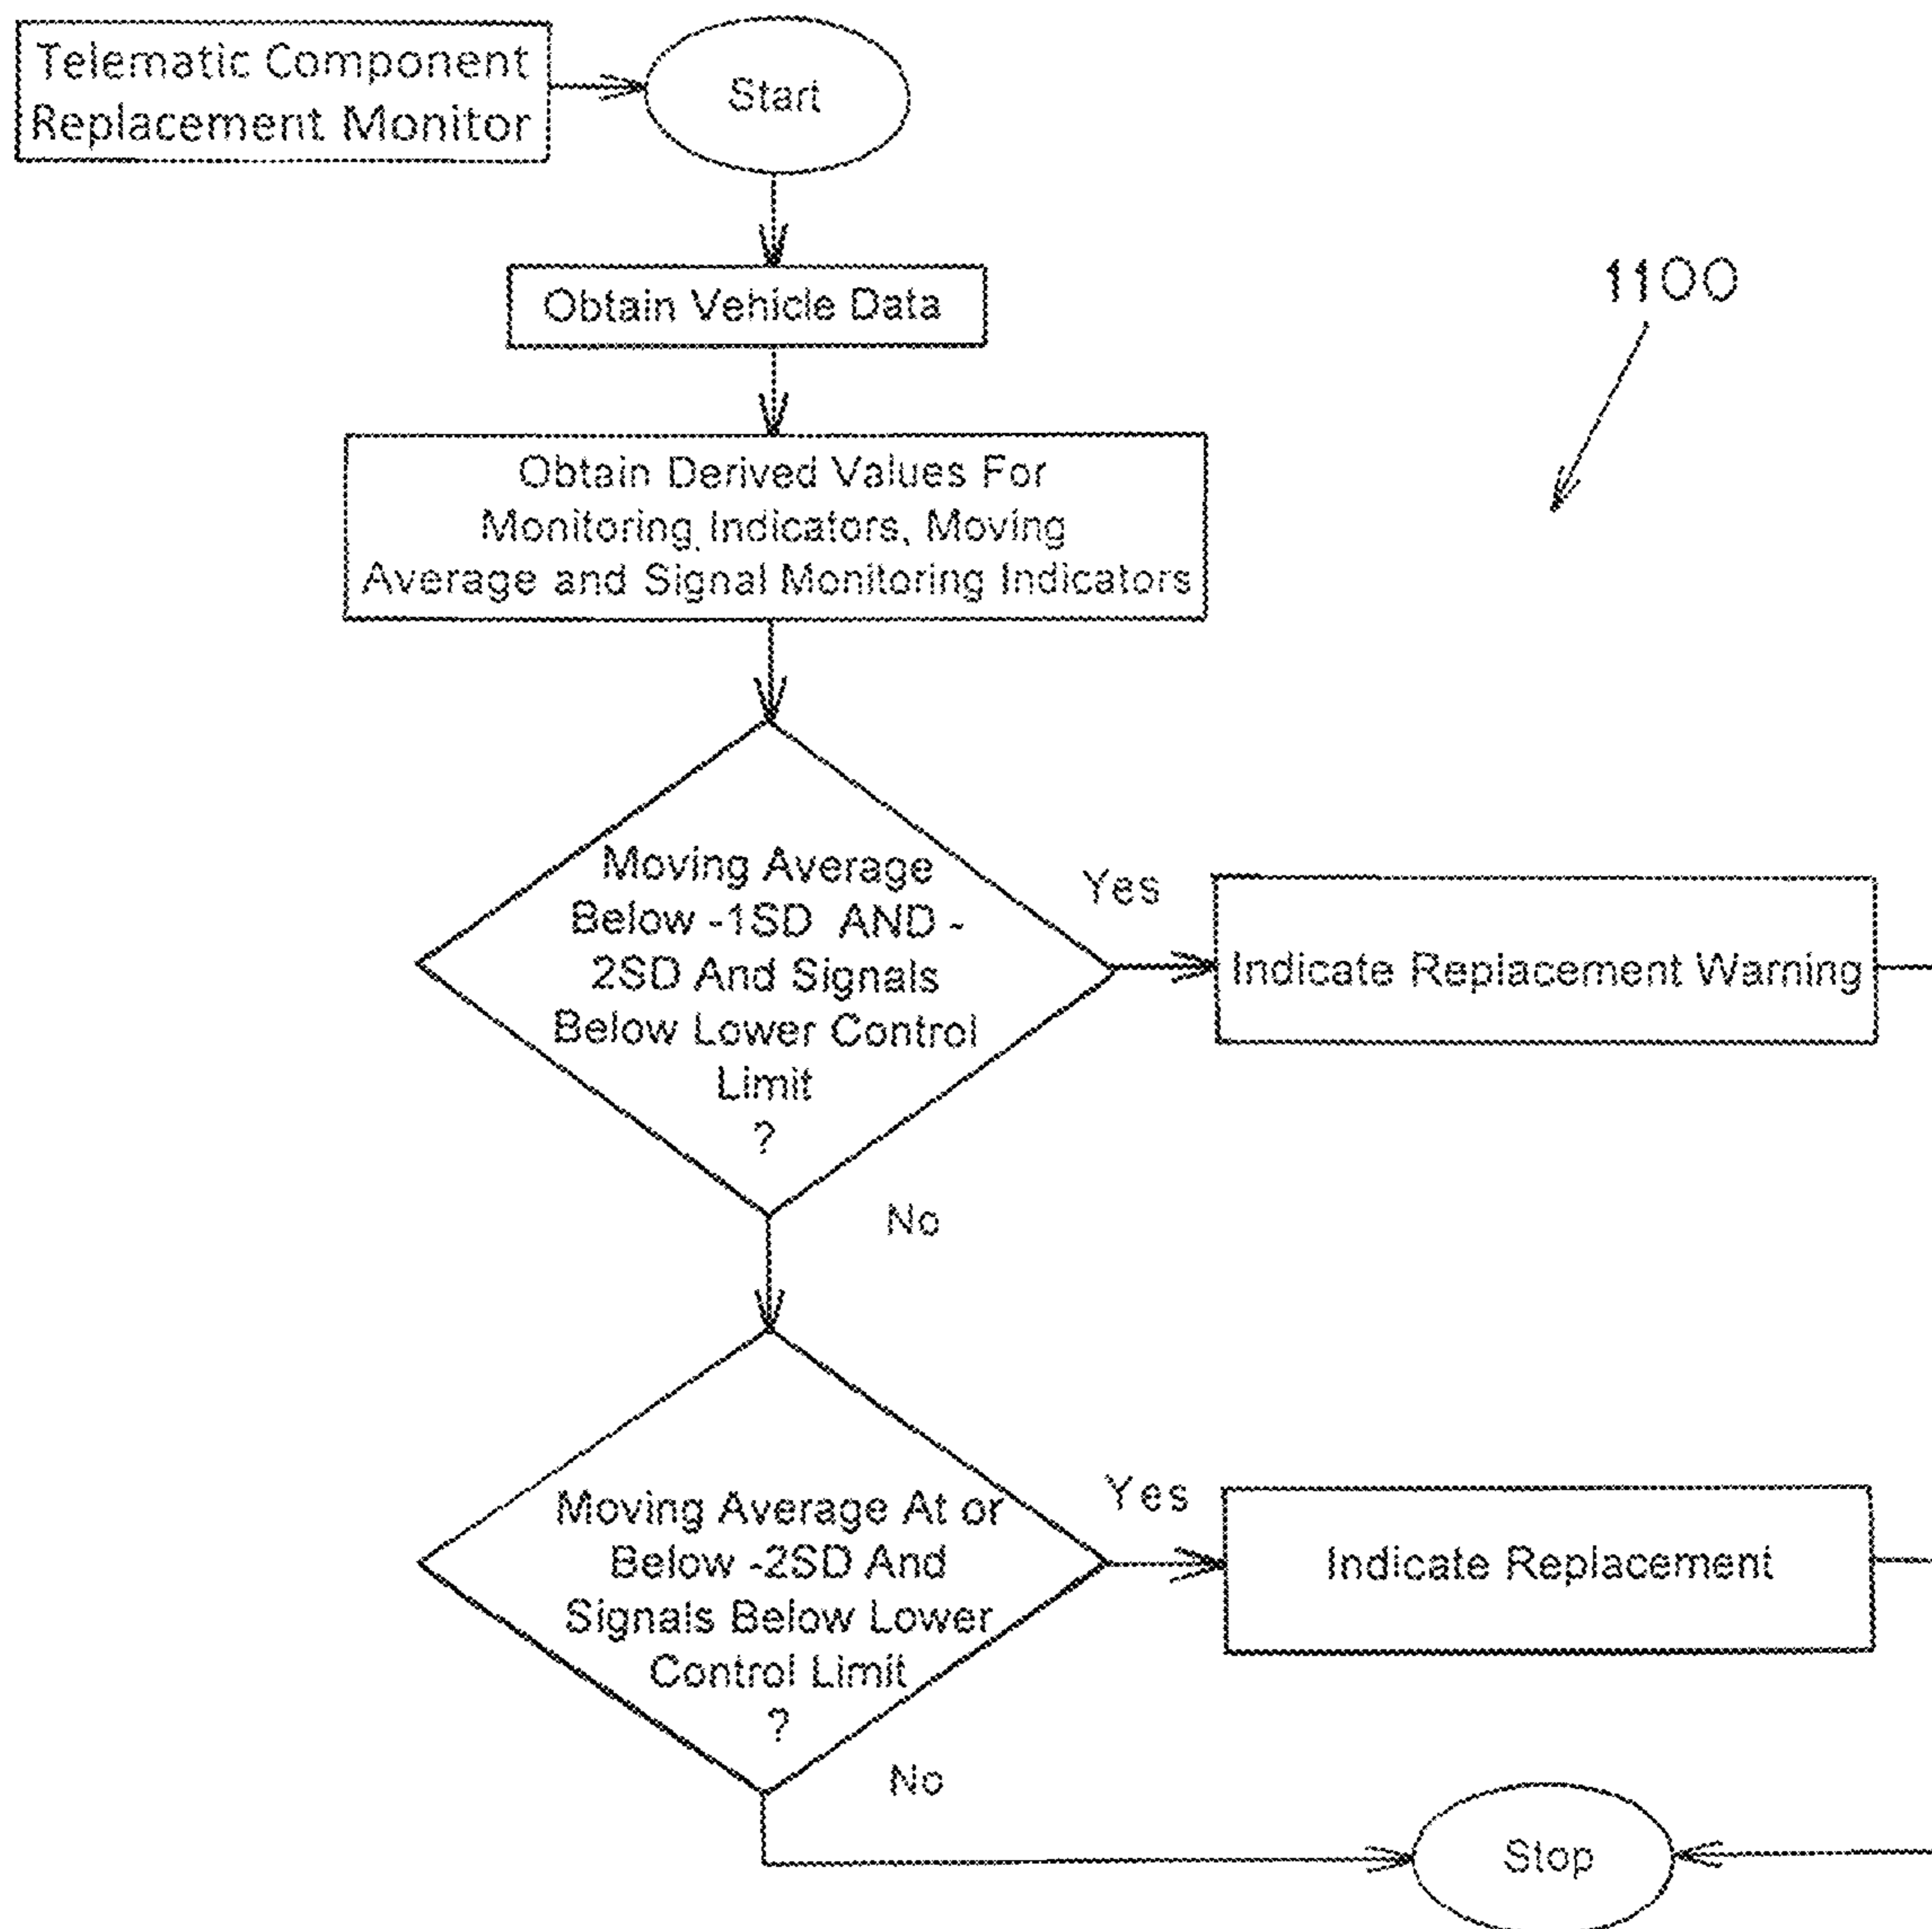 Telematic Component
Replacement Monitor
Start
Obtain Vehicle Data
1100
Obtain Derived Values For
Monitoring Indicators, Moving
Average and Signal Monitoring Indicators
Moving Average
Below -1SD AND -
2SD And Signals
Below Lower Control
Limit
?
Yes
Indicate Replacement Warning
No
Moving Average At or
Below -2SD And
Signals Below Lower
Control Limit
?
Yes
Indicate Replacement
No
Stop